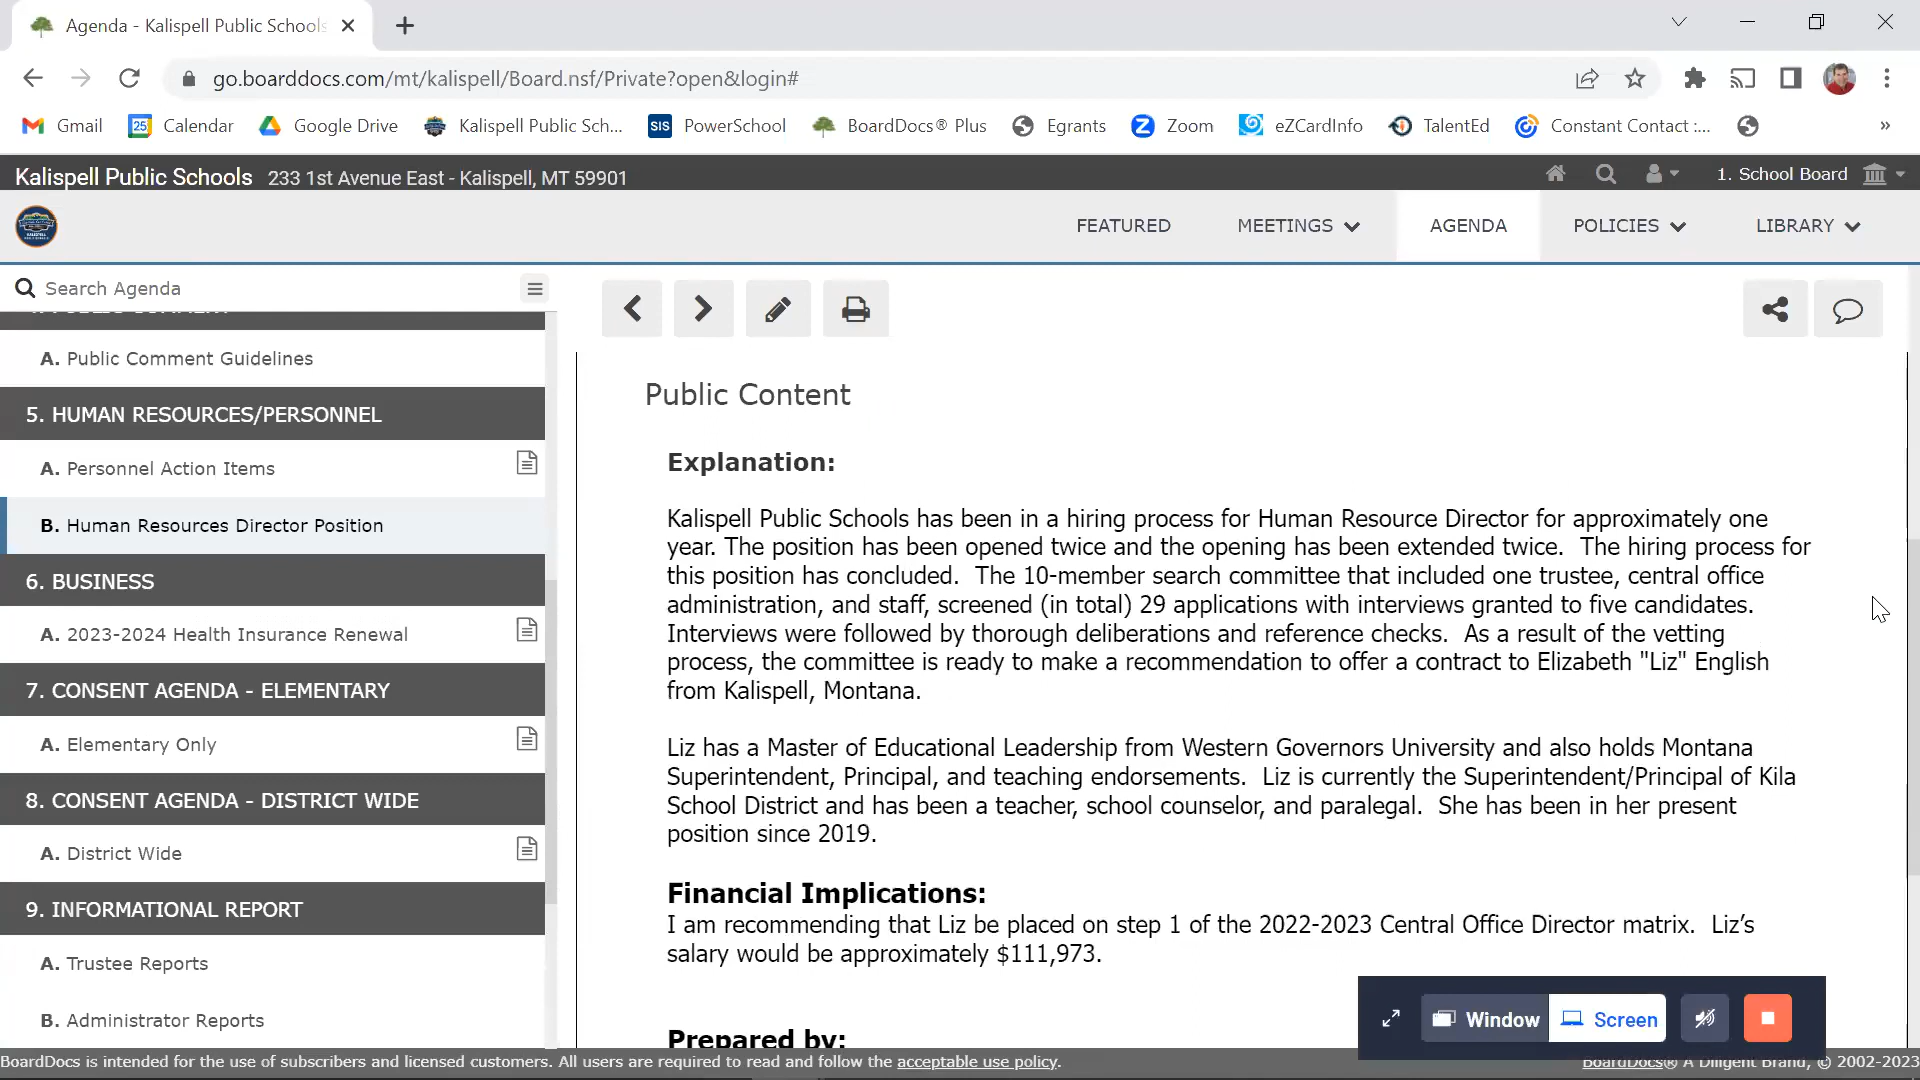 Agenda - Kalispell Public Schools
go.boarddocs.com/mt/kalispell/Board.nsf/Private?open&login#
Gmail
25 Calendar
Google Drive
Kalispell Public Sch...
SIS PowerSchool
BoardDocs® Plus
Egrants
Zoom
eZCardInfo
TalentEd
Constant Contact :...
»
Kalispell Public Schools 233 1st Avenue East - Kalispell, MT 59901
1. School Board
FEATURED
MEETINGS
AGENDA
POLICIES
LIBRARY
Search Agenda
A. Public Comment Guidelines
5. HUMAN RESOURCES/PERSONNEL
A. Personnel Action Items
B. Human Resources Director Position
6. BUSINESS
A. 2023-2024 Health Insurance Renewal
7. CONSENT AGENDA - ELEMENTARY
A. Elementary Only
8. CONSENT AGENDA - DISTRICT WIDE
A. District Wide
9. INFORMATIONAL REPORT
A. Trustee Reports
B. Administrator Reports
Public Content
Explanation:
Kalispell Public Schools has been in a hiring process for Human Resource Director for approximately one
year. The position has been opened twice and the opening has been extended twice. The hiring process for
this position has concluded. The 10-member search committee that included one trustee, central office
administration, and staff, screened (in total) 29 applications with interviews granted to five candidates.
Interviews were followed by thorough deliberations and reference checks. As a result of the vetting
process, the committee is ready to make a recommendation to offer a contract to Elizabeth "Liz" English
from Kalispell, Montana.
Liz has a Master of Educational Leadership from Western Governors University and also holds Montana
Superintendent, Principal, and teaching endorsements. Liz is currently the Superintendent/Principal of Kila
School District and has been a teacher, school counselor, and paralegal. She has been in her present
position since 2019.
Financial Implications:
I am recommending that Liz be placed on step 1 of the 2022-2023 Central Office Director matrix. Liz's
salary would be approximately $111,973.
Prepared by:
Window
Screen
BoardDocs is intended for the use of subscribers and licensed customers. All users are required to read and follow the acceptable use policy.
BoardDocs® A Diligent Brand, © 2002-2023